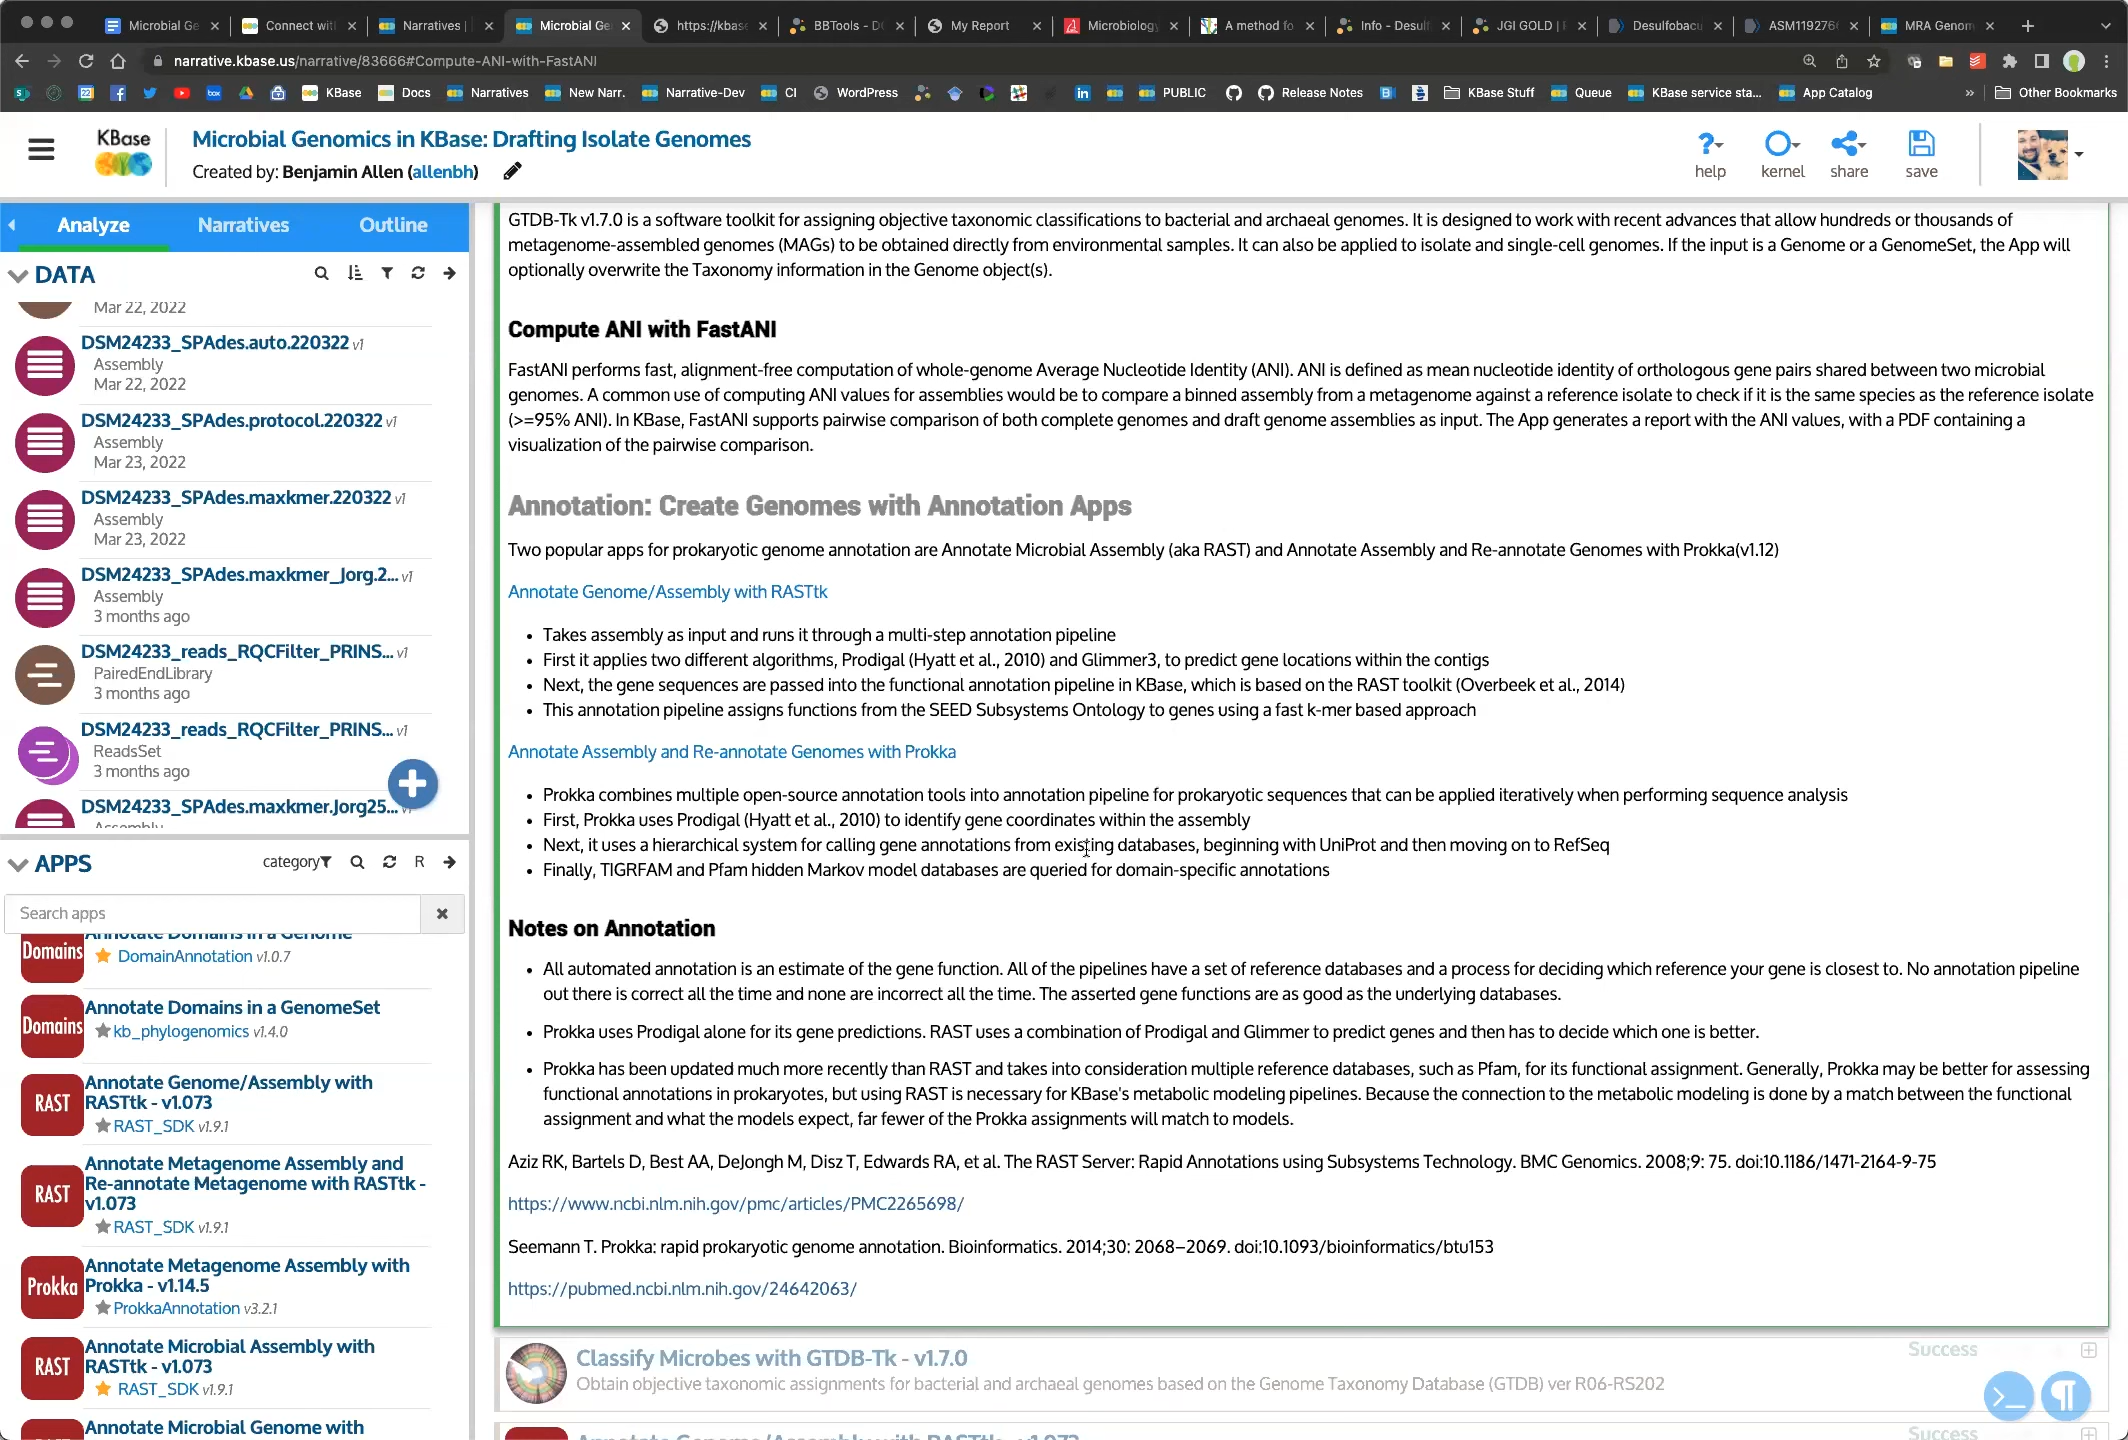 Microbial Ge
Connect with
Narratives |
Microbial Ge
https://kbase
BBTools - D
My Report
Microbiology
A method fo
Info - Desulf
JGI GOLD |
Desulfobacu
ASM119276
MRA Genom
narrative.kbase.us/narrative/83666#Compute-ANI-with-FastANI
KBase Docs Narratives New Narr. Narrative-Dev CI WordPress PUBLIC Release Notes KBase Stuff Queue KBase service sta... App Catalog » Other Bookmarks
KBase
Microbial Genomics in KBase: Drafting Isolate Genomes
Created by: Benjamin Allen (allenbh)
help kernel share save
Analyze Narratives Outline
DATA
Mar 22, 2022
DSM24233_SPAdes.auto.220322 v1
Assembly
Mar 22, 2022
DSM24233_SPAdes.protocol.220322 v1
Assembly
Mar 23, 2022
DSM24233_SPAdes.maxkmer.220322 v1
Assembly
Mar 23, 2022
DSM24233_SPAdes.maxkmer_Jorg.2... v1
Assembly
3 months ago
DSM24233_reads_RQCFilter_PRINS... v1
PairedEndLibrary
3 months ago
DSM24233_reads_RQCFilter_PRINS... v1
ReadsSet
3 months ago
DSM24233_SPAdes.maxkmer.Jorg25...
Assembly
APPS
category R
Search apps
Domains
Annotate Domains in a Genome
DomainAnnotation v1.0.7
Domains
Annotate Domains in a GenomeSet
kb_phylogenomics v1.4.0
RAST
Annotate Genome/Assembly with
RASTtk - v1.073
RAST_SDK v1.9.1
RAST
Annotate Metagenome Assembly and
Re-annotate Metagenome with RASTtk -
v1.073
RAST_SDK v1.9.1
Prokka
Annotate Metagenome Assembly with
Prokka - v1.14.5
ProkkaAnnotation v3.2.1
RAST
Annotate Microbial Assembly with
RASTtk - v1.073
RAST_SDK v1.9.1
Annotate Microbial Genome with
GTDB-Tk v1.7.0 is a software toolkit for assigning objective taxonomic classifications to bacterial and archaeal genomes. It is designed to work with recent advances that allow hundreds or thousands of
metagenome-assembled genomes (MAGs) to be obtained directly from environmental samples. It can also be applied to isolate and single-cell genomes. If the input is a Genome or a GenomeSet, the App will
optionally overwrite the Taxonomy information in the Genome object(s).
Compute ANI with FastANI
FastANI performs fast, alignment-free computation of whole-genome Average Nucleotide Identity (ANI). ANI is defined as mean nucleotide identity of orthologous gene pairs shared between two microbial
genomes. A common use of computing ANI values for assemblies would be to compare a binned assembly from a metagenome against a reference isolate to check if it is the same species as the reference isolate
(>=95% ANI). In KBase, FastANI supports pairwise comparison of both complete genomes and draft genome assemblies as input. The App generates a report with the ANI values, with a PDF containing a
visualization of the pairwise comparison.
Annotation: Create Genomes with Annotation Apps
Two popular apps for prokaryotic genome annotation are Annotate Microbial Assembly (aka RAST) and Annotate Assembly and Re-annotate Genomes with Prokka(v1.12)
Annotate Genome/Assembly with RASTtk
• Takes assembly as input and runs it through a multi-step annotation pipeline
• First it applies two different algorithms, Prodigal (Hyatt et al., 2010) and Glimmer3, to predict gene locations within the contigs
• Next, the gene sequences are passed into the functional annotation pipeline in KBase, which is based on the RAST toolkit (Overbeek et al., 2014)
• This annotation pipeline assigns functions from the SEED Subsystems Ontology to genes using a fast k-mer based approach
Annotate Assembly and Re-annotate Genomes with Prokka
• Prokka combines multiple open-source annotation tools into annotation pipeline for prokaryotic sequences that can be applied iteratively when performing sequence analysis
• First, Prokka uses Prodigal (Hyatt et al., 2010) to identify gene coordinates within the assembly
• Next, it uses a hierarchical system for calling gene annotations from existing databases, beginning with UniProt and then moving on to RefSeq
• Finally, TIGRFAM and Pfam hidden Markov model databases are queried for domain-specific annotations
Notes on Annotation
• All automated annotation is an estimate of the gene function. All of the pipelines have a set of reference databases and a process for deciding which reference your gene is closest to. No annotation pipeline
out there is correct all the time and none are incorrect all the time. The asserted gene functions are as good as the underlying databases.
• Prokka uses Prodigal alone for its gene predictions. RAST uses a combination of Prodigal and Glimmer to predict genes and then has to decide which one is better.
• Prokka has been updated much more recently than RAST and takes into consideration multiple reference databases, such as Pfam, for its functional assignment. Generally, Prokka may be better for assessing
functional annotations in prokaryotes, but using RAST is necessary for KBase's metabolic modeling pipelines. Because the connection to the metabolic modeling is done by a match between the functional
assignment and what the models expect, far fewer of the Prokka assignments will match to models.
Aziz RK, Bartels D, Best AA, DeJongh M, Disz T, Edwards RA, et al. The RAST Server: Rapid Annotations using Subsystems Technology. BMC Genomics. 2008;9: 75. doi:10.1186/1471-2164-9-75
https://www.ncbi.nlm.nih.gov/pmc/articles/PMC2265698/
Seemann T. Prokka: rapid prokaryotic genome annotation. Bioinformatics. 2014;30: 2068–2069. doi:10.1093/bioinformatics/btu153
https://pubmed.ncbi.nlm.nih.gov/24642063/
Classify Microbes with GTDB-Tk - v1.7.0
Success
Obtain objective taxonomic assignments for bacterial and archaeal genomes based on the Genome Taxonomy Database (GTDB) ver R06-RS202
Annotate Genome/Assembly with RASTtk - v1.073
Success